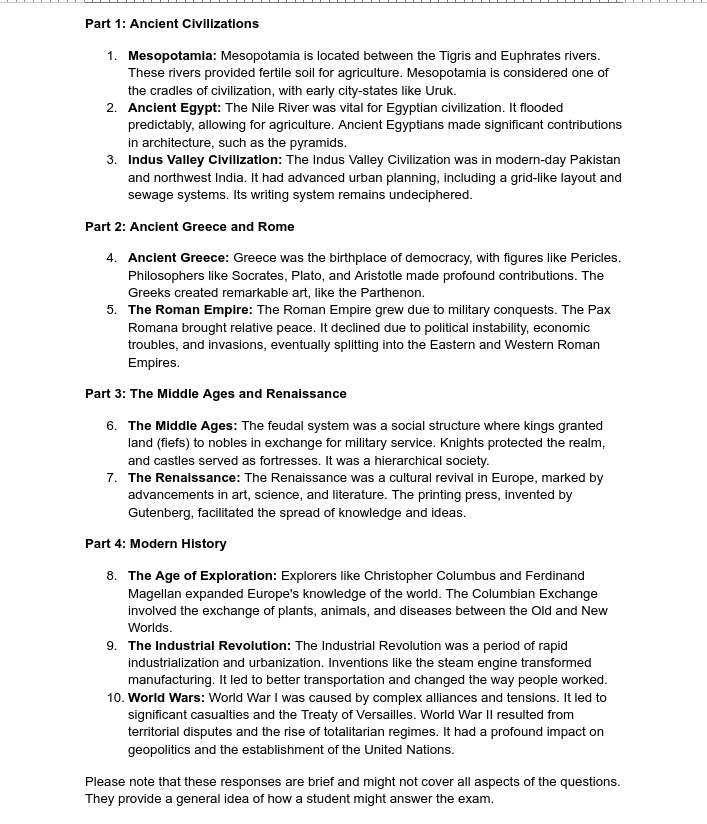 Part 1: Ancient Civilizations
1. Mesopotamia: Mesopotamia is located between the Tigris and Euphrates rivers.
These rivers provided fertile soil for agriculture. Mesopotamia is considered one of
the cradles of civilization, with early city-states like Uruk.
2. Ancient Egypt: The Nile River was vital for Egyptian civilization. It flooded
predictably, allowing for agriculture. Ancient Egyptians made significant contributions
in architecture, such as the pyramids.
3. Indus Valley Civilization: The Indus Valley Civilization was in modern-day Pakistan
and northwest India. It had advanced urban planning, including a grid-like layout and
sewage systems. Its writing system remains undeciphered.
Part 2: Ancient Greece and Rome
4. Ancient Greece: Greece was the birthplace of democracy, with figures like Pericles.
Philosophers like Socrates, Plato, and Aristotle made profound contributions. The
Greeks created remarkable art, like the Parthenon.
5. The Roman Empire: The Roman Empire grew due to military conquests. The Pax
Romana brought relative peace. It declined due to political instability, economic
troubles, and invasions, eventually splitting into the Eastern and Western Roman
Empires.
Part 3: The Middle Ages and Renaissance
6. The Middle Ages: The feudal system was a social structure where kings granted
land (fiefs) to nobles in exchange for military service. Knights protected the realm,
and castles served as fortresses. It was a hierarchical society.
7. The Renaissance: The Renaissance was a cultural revival in Europe, marked by
advancements in art, science, and literature. The printing press, invented by
Gutenberg, facilitated the spread of knowledge and ideas.
Part 4: Modern History
8. The Age of Exploration: Explorers like Christopher Columbus and Ferdinand
Magellan expanded Europe's knowledge of the world. The Columbian Exchange
involved the exchange of plants, animals, and diseases between the Old and New
Worlds.
9. The Industrial Revolution: The Industrial Revolution was a period of rapid
industrialization and urbanization. Inventions like the steam engine transformed
manufacturing. It led to better transportation and changed the way people worked.
10. World Wars: World War I was caused by complex alliances and tensions. It led to
significant casualties and the Treaty of Versailles. World War II resulted from
territorial disputes and the rise of totalitarian regimes. It had a profound impact on
geopolitics and the establishment of the United Nations.
Please note that these responses are brief and might not cover all aspects of the questions.
They provide a general idea of how a student might answer the exam.